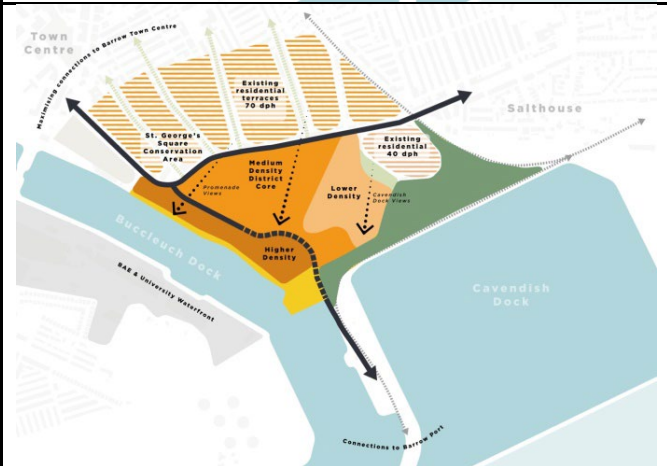 Town
Centre
Maximising connections to Barrow Town Centre
Existing
residential
terraces
70 dph
Salthouse
St. George's
Square
Conservation
Area
Existing
residential
40 dph
Medium
Density
District
Core
Promenade
Views
Lower
Density
Cavendish
Dock Views
Buccleuch Dock
Higher
Density
BAE & University Waterfront
Cavendish
Dock
Connections to Barrow Port